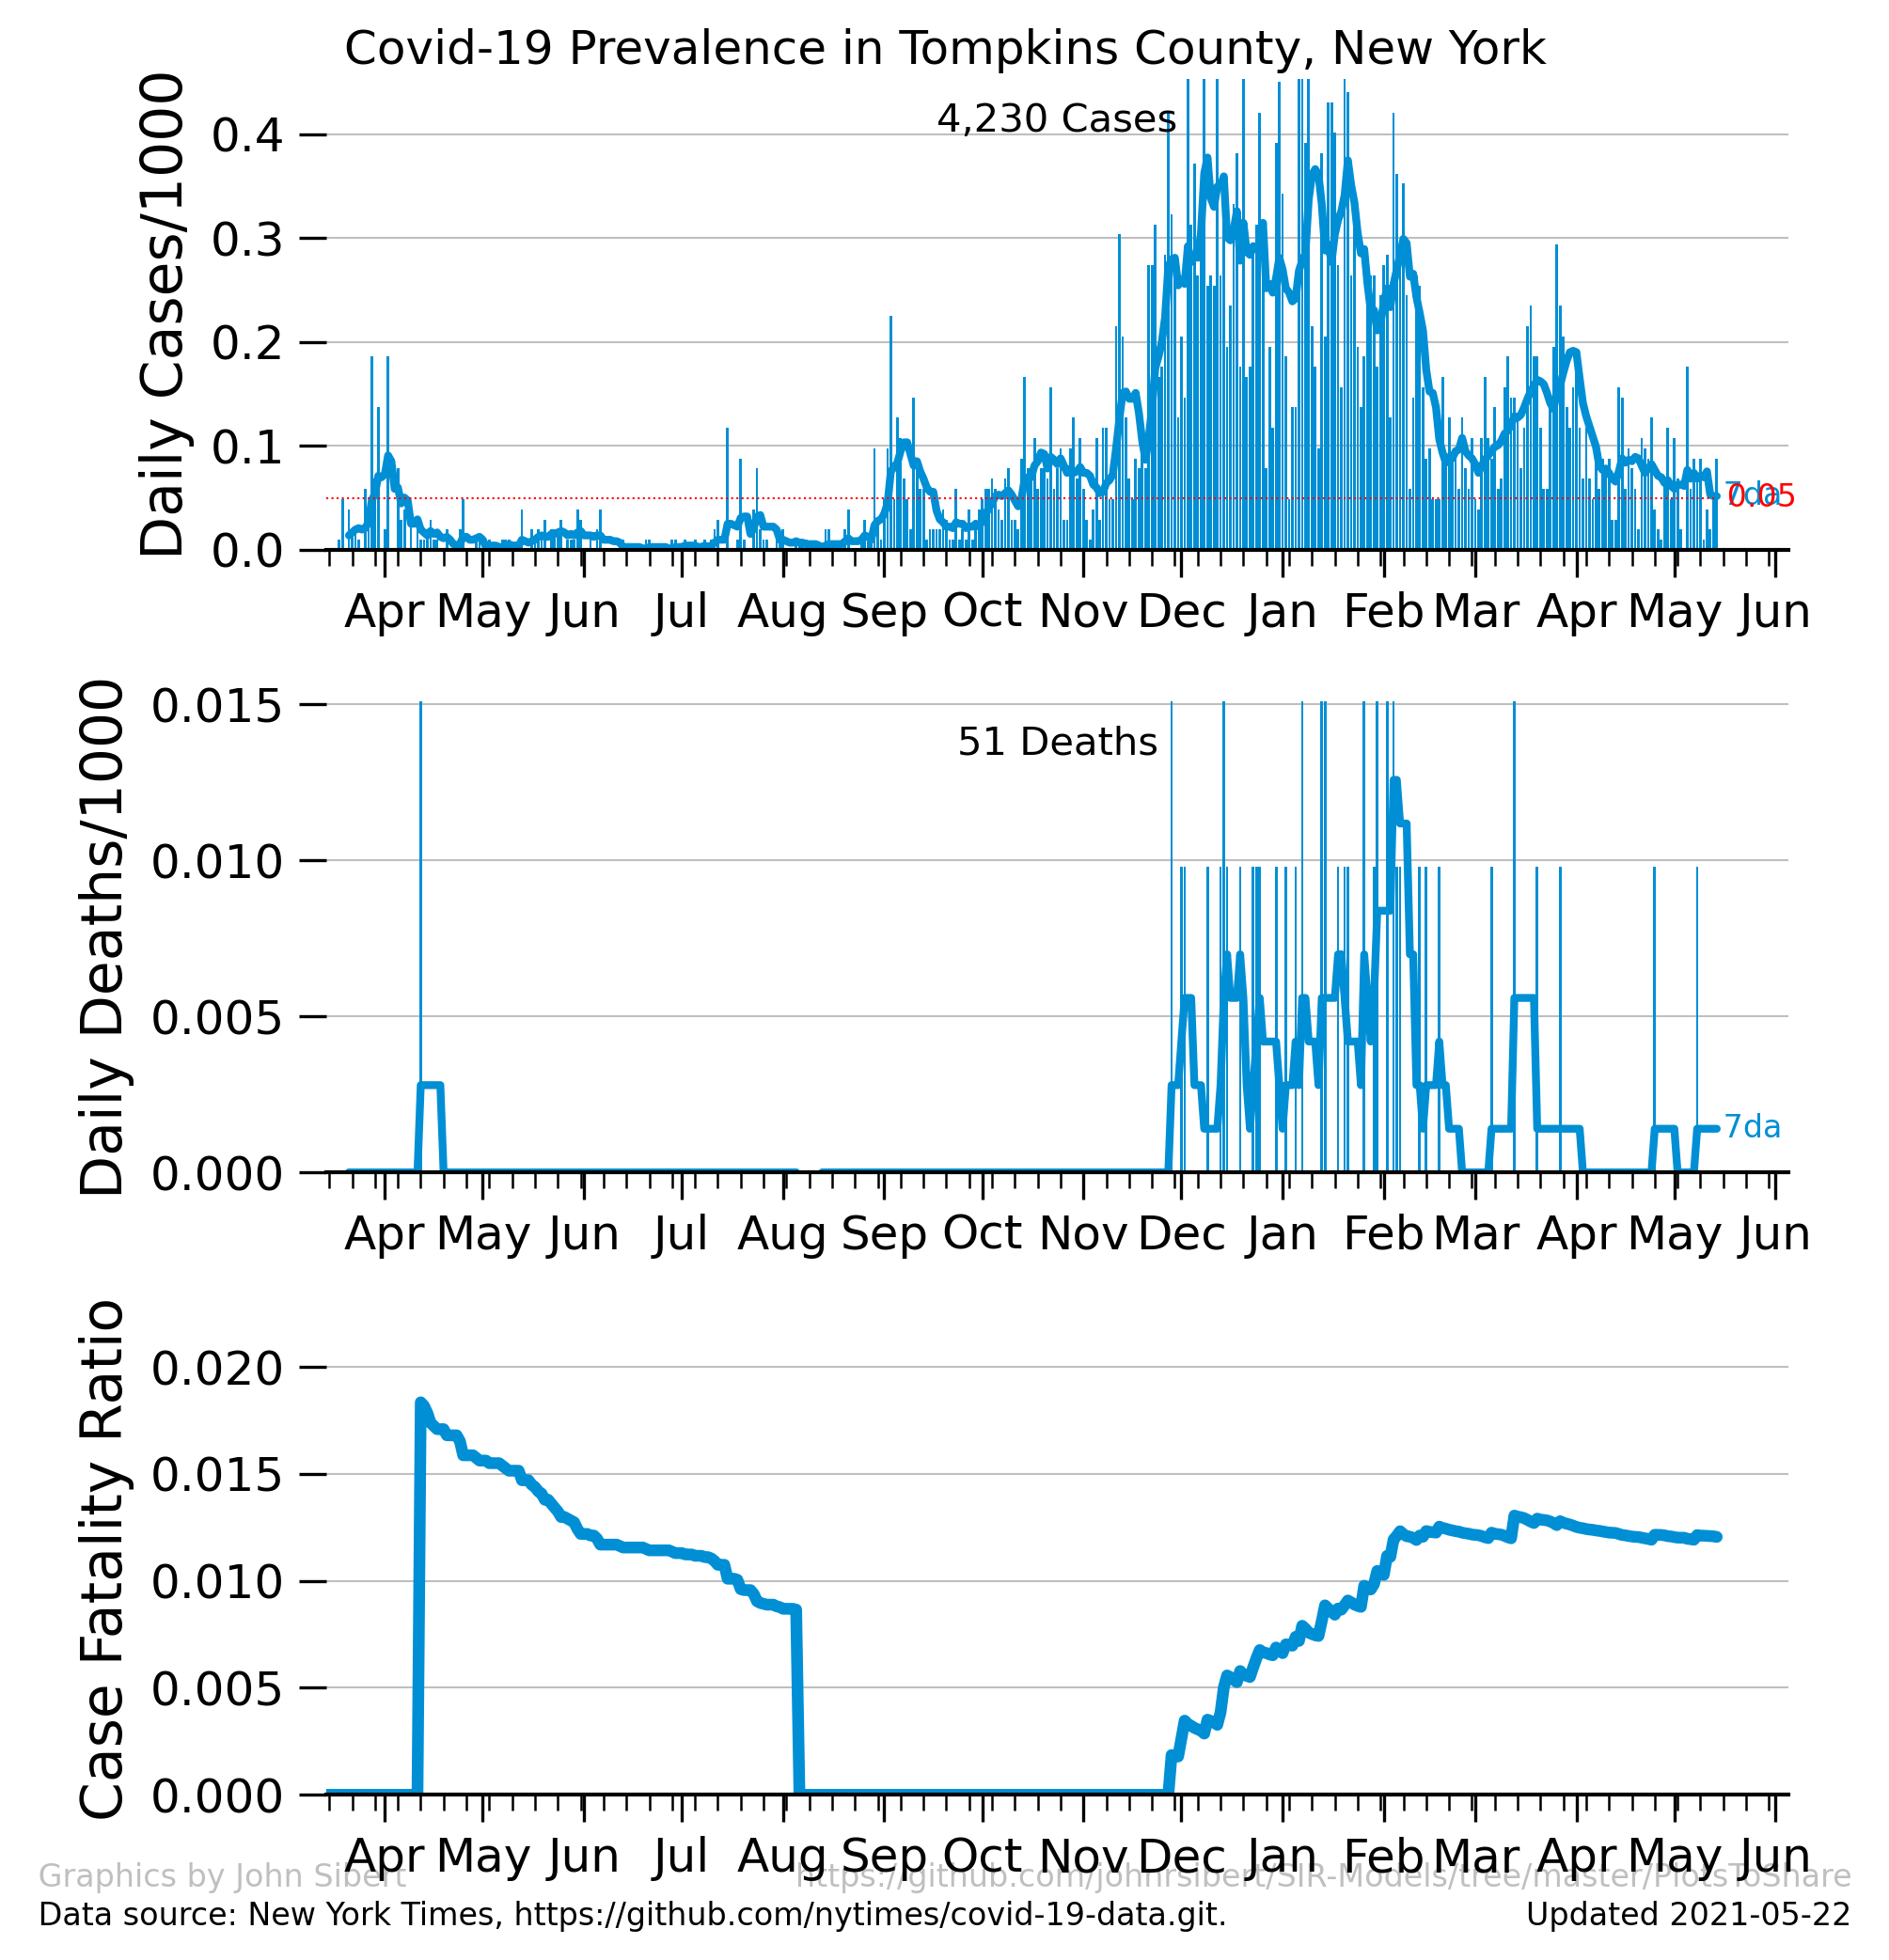 Covid-19 Prevalence in Tompkins County, New York
Daily Cases/1000
4,230 Cases
0.4
0.3
0.2
0.1
0.0
7da
0.05
Apr May Jun Jul Aug Sep Oct Nov Dec Jan Feb Mar Apr May Jun
Daily Deaths/1000
51 Deaths
0.015
0.010
0.005
0.000
7da
Apr May Jun Jul Aug Sep Oct Nov Dec Jan Feb Mar Apr May Jun
Case Fatality Ratio
0.020
0.015
0.010
0.005
0.000
Apr May Jun Jul Aug Sep Oct Nov Dec Jan Feb Mar Apr May Jun
Graphics by John Sibert https://github.com/johnrsibert/SIR-Models/tree/master/PlotsToShare
Data source: New York Times, https://github.com/nytimes/covid-19-data.git. Updated 2021-05-22